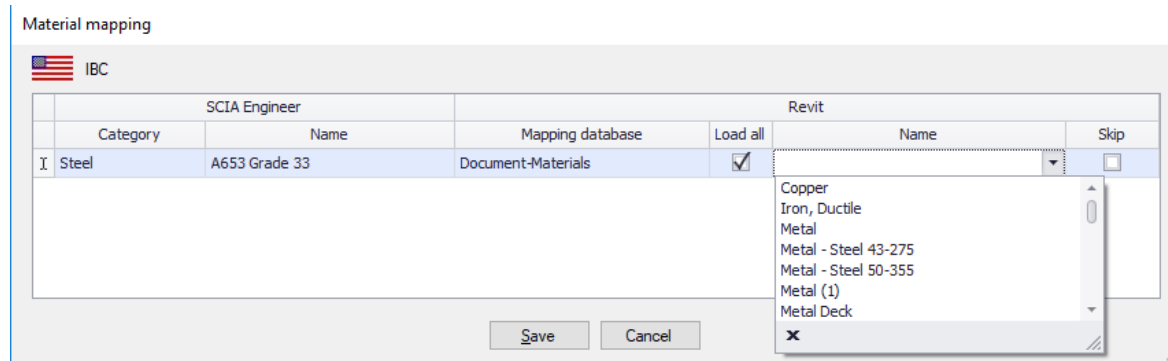 Material mapping
IBC
SCIA Engineer Revit
Category Name Mapping database Load all Name Skip
Steel A653 Grade 33 Document-Materials
Copper
Iron, Ductile
Metal
Metal - Steel 43-275
Metal - Steel 50-355
Metal (1)
Metal Deck
Save Cancel